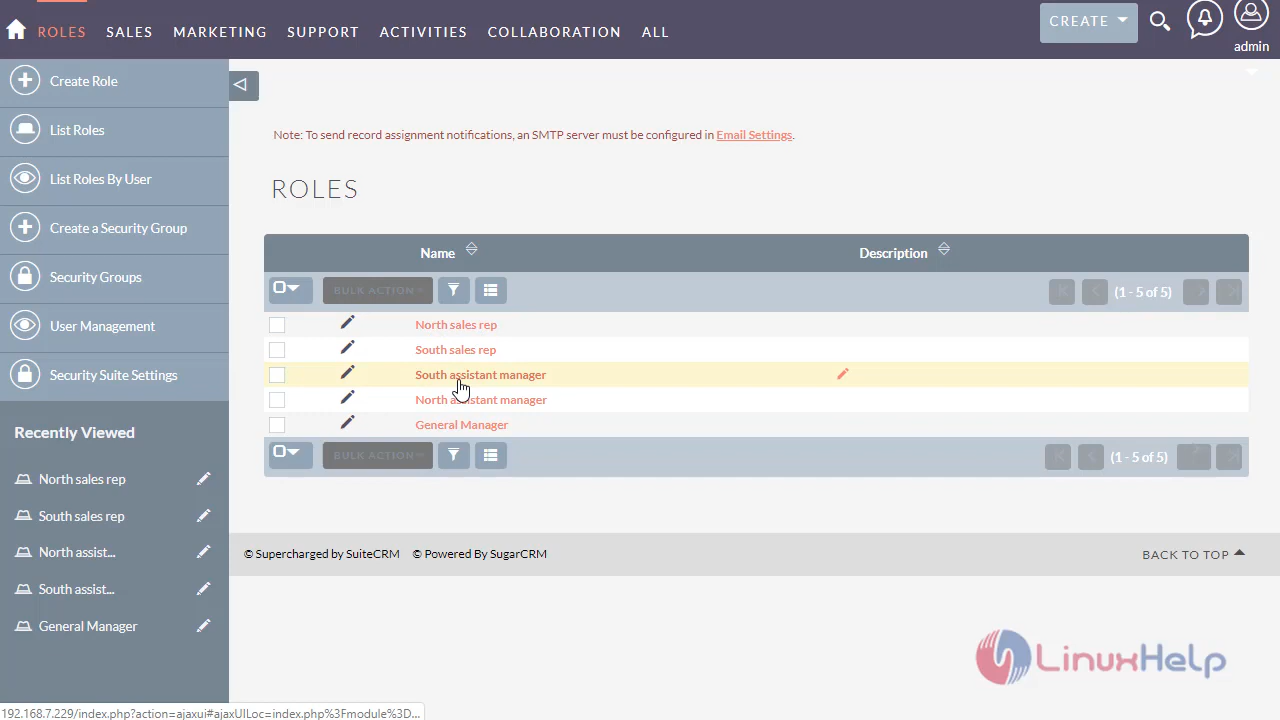 ROLES SALES MARKETING SUPPORT ACTIVITIES COLLABORATION ALL CREATE admin
Create Role
List Roles
List Roles By User
Create a Security Group
Security Groups
User Management
Security Suite Settings
Recently Viewed
North sales rep
South sales rep
North assist...
South assist...
General Manager
Note: To send record assignment notifications, an SMTP server must be configured in Email Settings.
ROLES
Name Description
BULK ACTION (1 - 5 of 5)
North sales rep
South sales rep
South assistant manager
North assistant manager
General Manager
BULK ACTION (1 - 5 of 5)
© Supercharged by SuiteCRM © Powered By SugarCRM BACK TO TOP
LinuxHelp
192.168.7.229/index.php?action=ajaxui#ajaxUILoc=index.php%3Fmodule%3D...